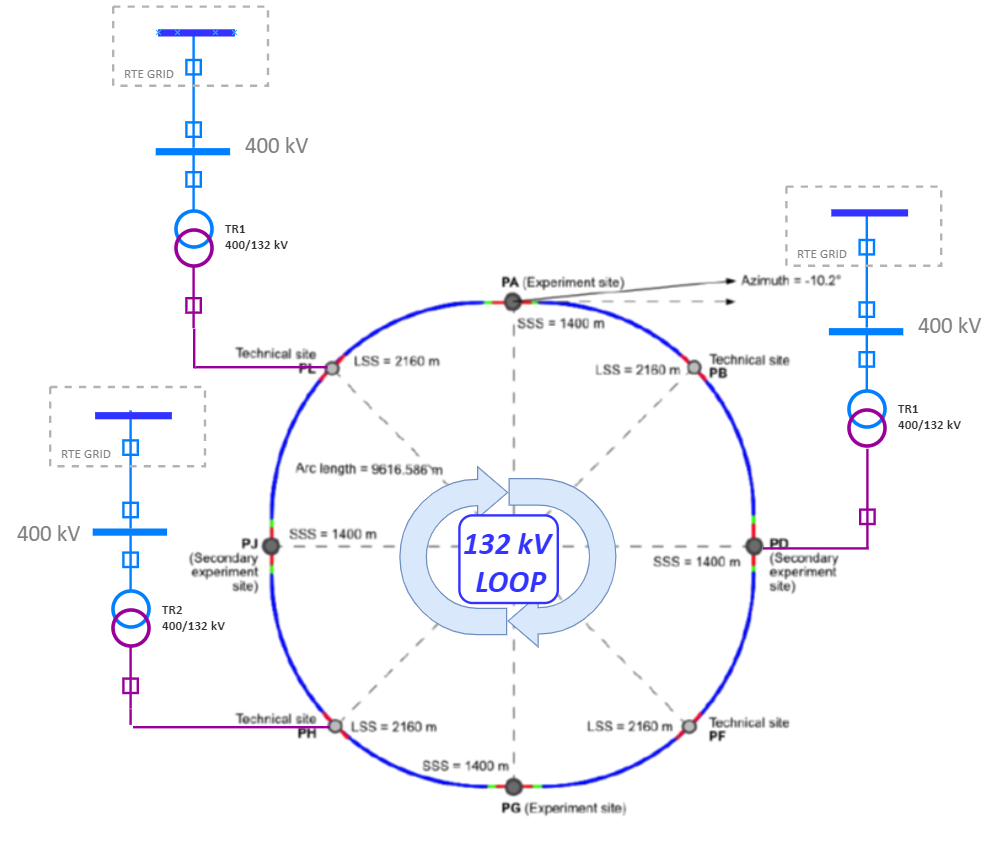 RTE GRID
400 kV
TR1
400/132 kV
RTE GRID
400 kV
TR1
400/132 kV
PA (Experiment site)
Azimuth = -10.2°
SSS = 1400 m
Technical site
PL
LSS = 2160 m
LSS = 2160 m
Technical site
PB
RTE GRID
400 kV
TR2
400/132 kV
Arc length = 9616.586 m
PJ
(Secondary
experiment
site)
SSS = 1400 m
132 kV
LOOP
SSS = 1400 m
PD
(Secondary
experiment
site)
Technical site
PH
LSS = 2160 m
LSS = 2160 m
Technical site
PF
SSS = 1400 m
PG (Experiment site)